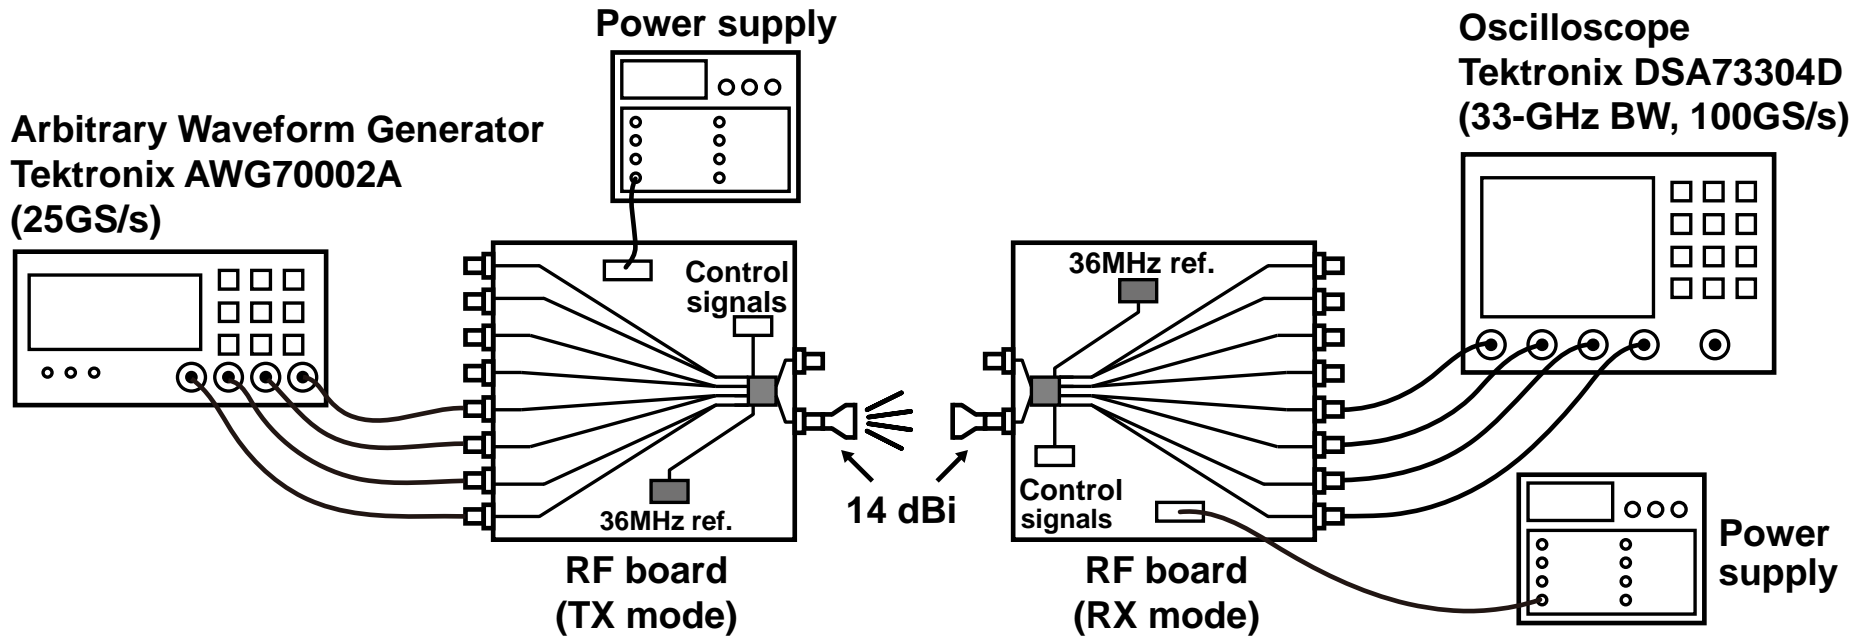 Power supply
Oscilloscope
Tektronix DSA73304D
(33-GHz BW, 100GS/s)
Arbitrary Waveform Generator
Tektronix AWG70002A
(25GS/s)
Control
signals
36MHz ref.
36MHz ref.
14 dBi
Control
signals
RF board
(TX mode)
RF board
(RX mode)
Power
supply